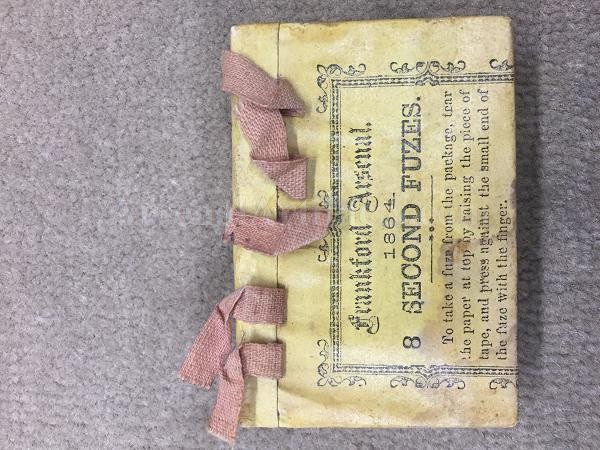 Frankford Arsenal.
1864.
8 SECOND FUZES.
To take a fuze from the package, tear
the paper at top by raising the piece of
tape, and press against the small end of
the fuze with the finger.